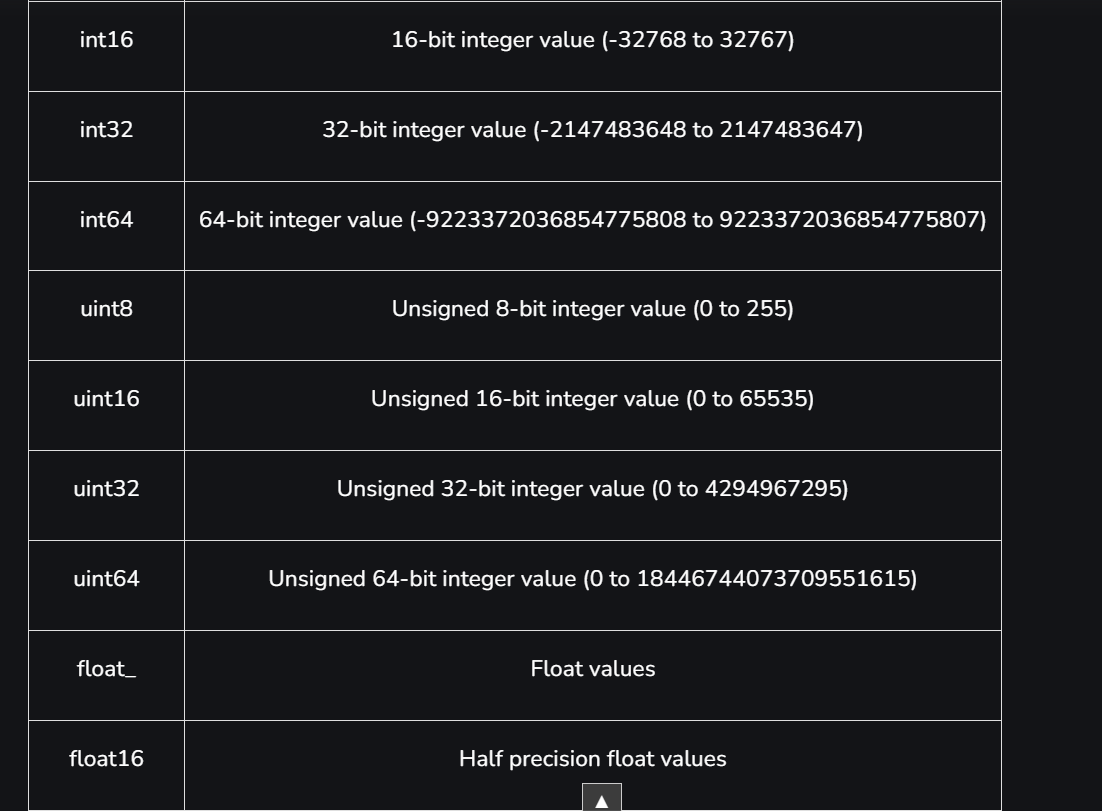 int16 16-bit integer value (-32768 to 32767)
int32 32-bit integer value (-2147483648 to 2147483647)
int64 64-bit integer value (-9223372036854775808 to 9223372036854775807)
uint8 Unsigned 8-bit integer value (0 to 255)
uint16 Unsigned 16-bit integer value (0 to 65535)
uint32 Unsigned 32-bit integer value (0 to 4294967295)
uint64 Unsigned 64-bit integer value (0 to 18446744073709551615)
float_ Float values
float16 Half precision float values